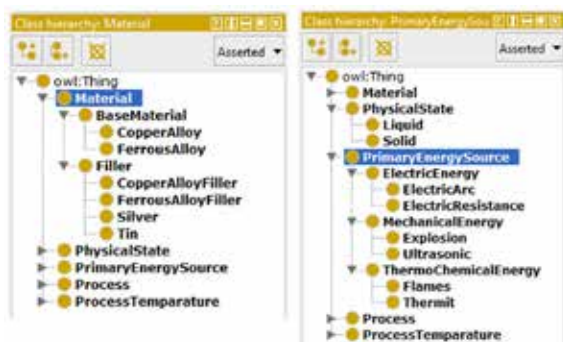 Class hierarchy: Material
Asserted
owl:Thing
Material
BaseMaterial
CopperAlloy
FerrousAlloy
Filler
CopperAlloyFiller
FerrousAlloyFiller
Silver
Tin
PhysicalState
PrimaryEnergySource
Process
ProcessTemparature
Class hierarchy: PrimaryEnergySou
Asserted
owl:Thing
Material
PhysicalState
Liquid
Solid
PrimaryEnergySource
ElectricEnergy
ElectricArc
ElectricResistance
MechanicalEnergy
Explosion
Ultrasonic
ThermoChemicalEnergy
Flames
Thermit
Process
ProcessTemparature